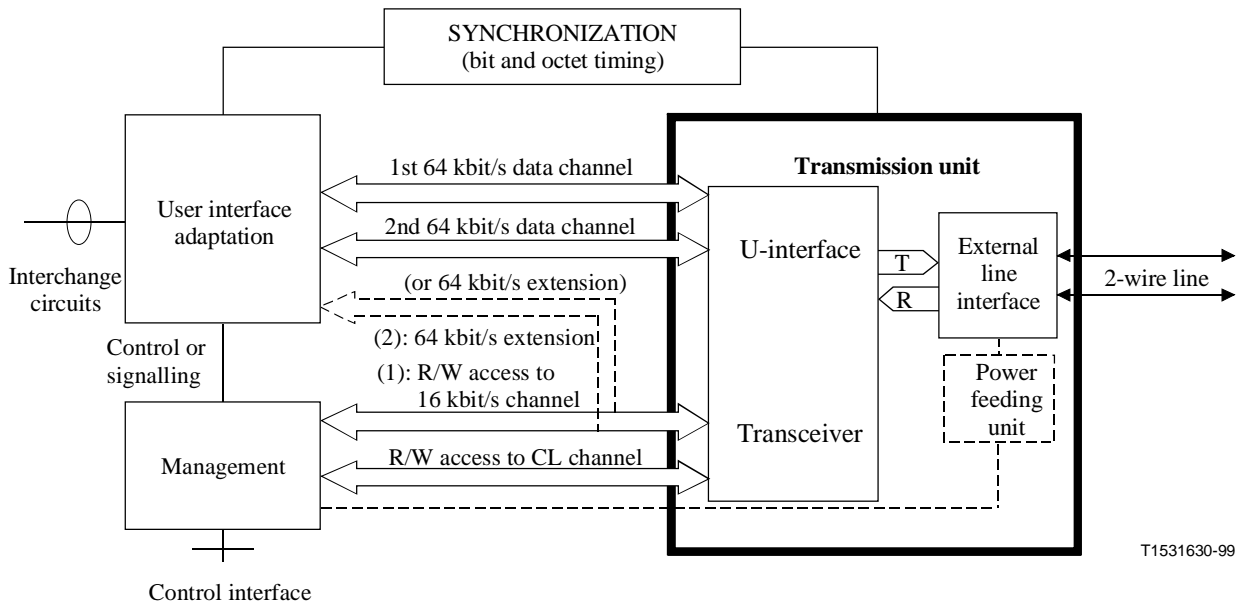 SYNCHRONIZATION
(bit and octet timing)
Transmission unit
1st 64 kbit/s data channel
User interface
adaptation
2nd 64 kbit/s data channel
U-interface
T
R
External
line
interface
2-wire line
Interchange
circuits
(or 64 kbit/s extension)
(2): 64 kbit/s extension
Control or
signalling
(1): R/W access to
16 kbit/s channel
Power
feeding
unit
Transceiver
Management
R/W access to CL channel
T1531630-99
Control interface